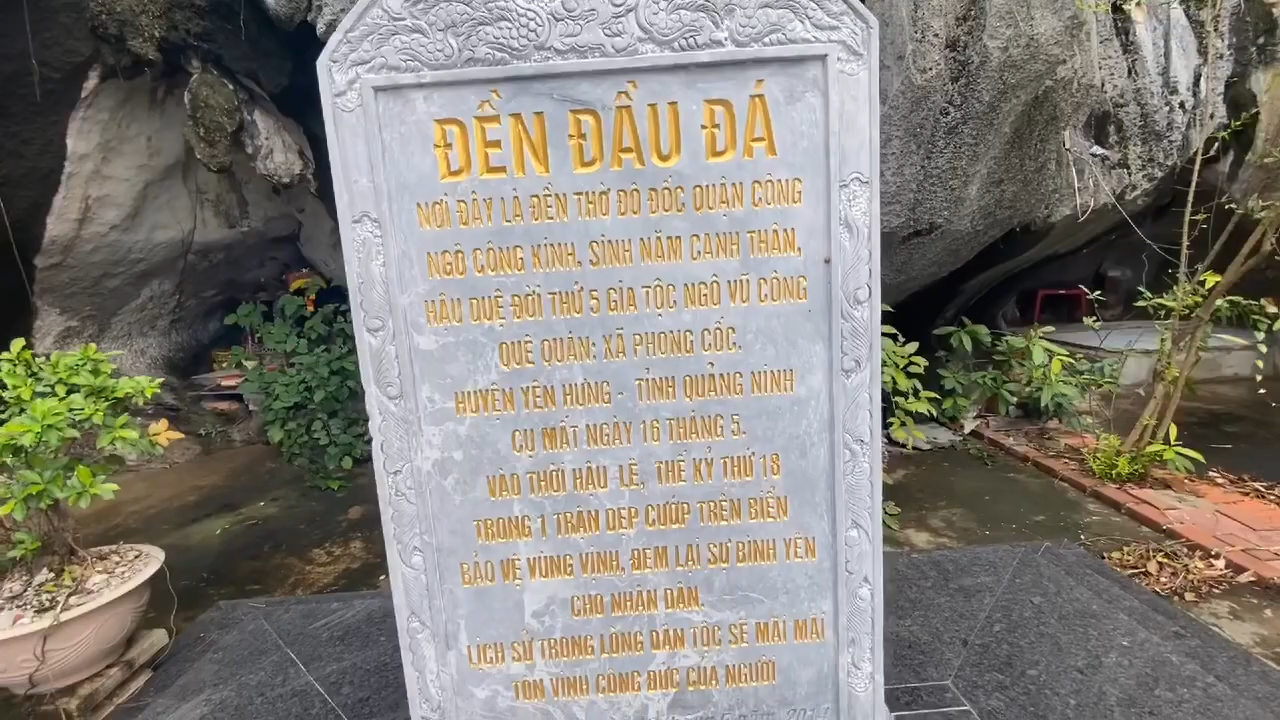 ĐỀN ĐẦU ĐÁ
NƠI ĐÂY LÀ ĐỀN THỜ ĐÔ ĐỐC QUẬN CÔNG
NGÔ CÔNG KÍNH, SINH NĂM CANH THÂN,
HẬU DUỆ ĐỜI THỨ 5 GIA TỘC NGÔ VŨ CÔNG
QUÊ QUÁN: XÃ PHONG CỐC.
HUYỆN YÊN HƯNG - TỈNH QUẢNG NINH
CỤ MẤT NGÀY 16 THÁNG 5.
VÀO THỜI HẬU LÊ, THẾ KỶ THỨ 18
TRONG 1 TRẬN DẸP CƯỚP TRÊN BIỂN
BẢO VỆ VÙNG VỊNH, ĐEM LẠI SỰ BÌNH YÊN
CHO NHÂN DÂN.
LỊCH SỬ TRONG LÒNG DÂN TỘC SẼ MÃI MÃI
TÔN VINH CÔNG ĐỨC CỦA NGƯỜI
5 năm